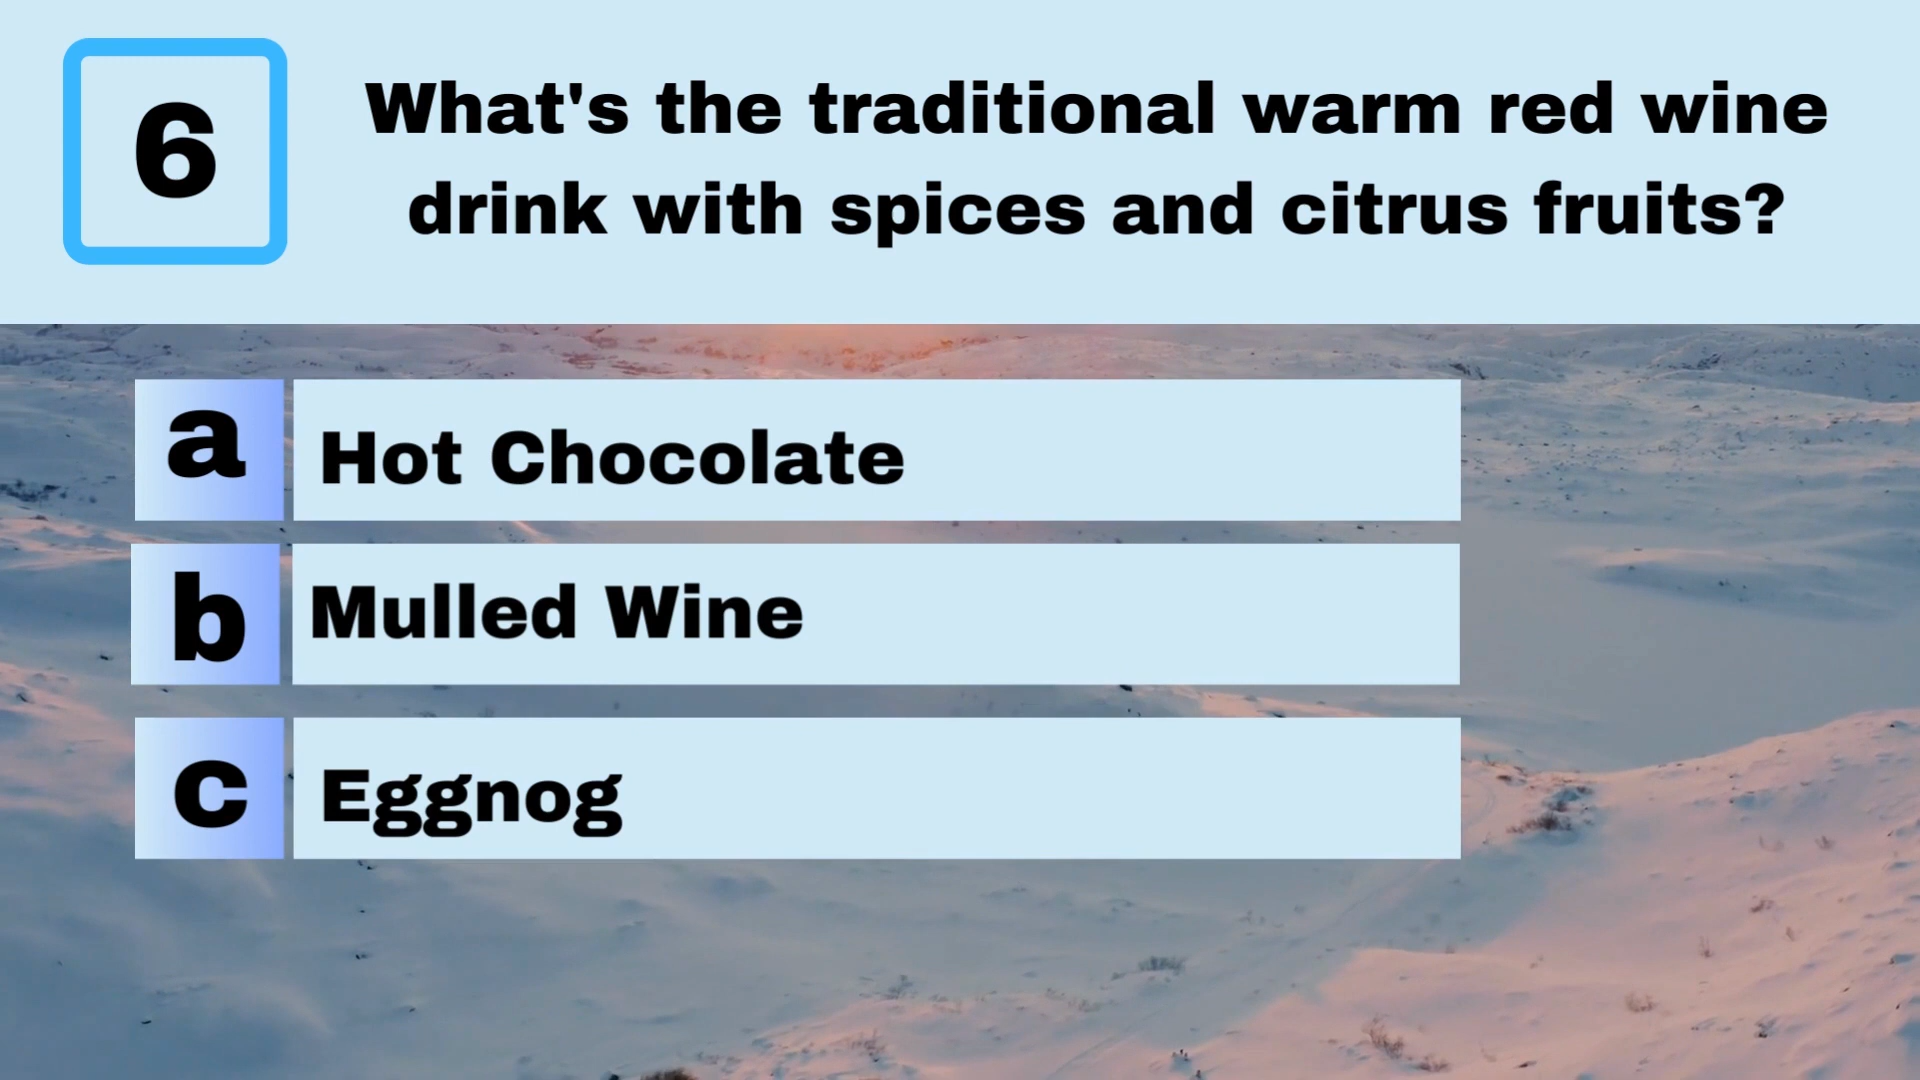 6
What's the traditional warm red wine
drink with spices and citrus fruits?
a
Hot Chocolate
b
Mulled Wine
c
Eggnog